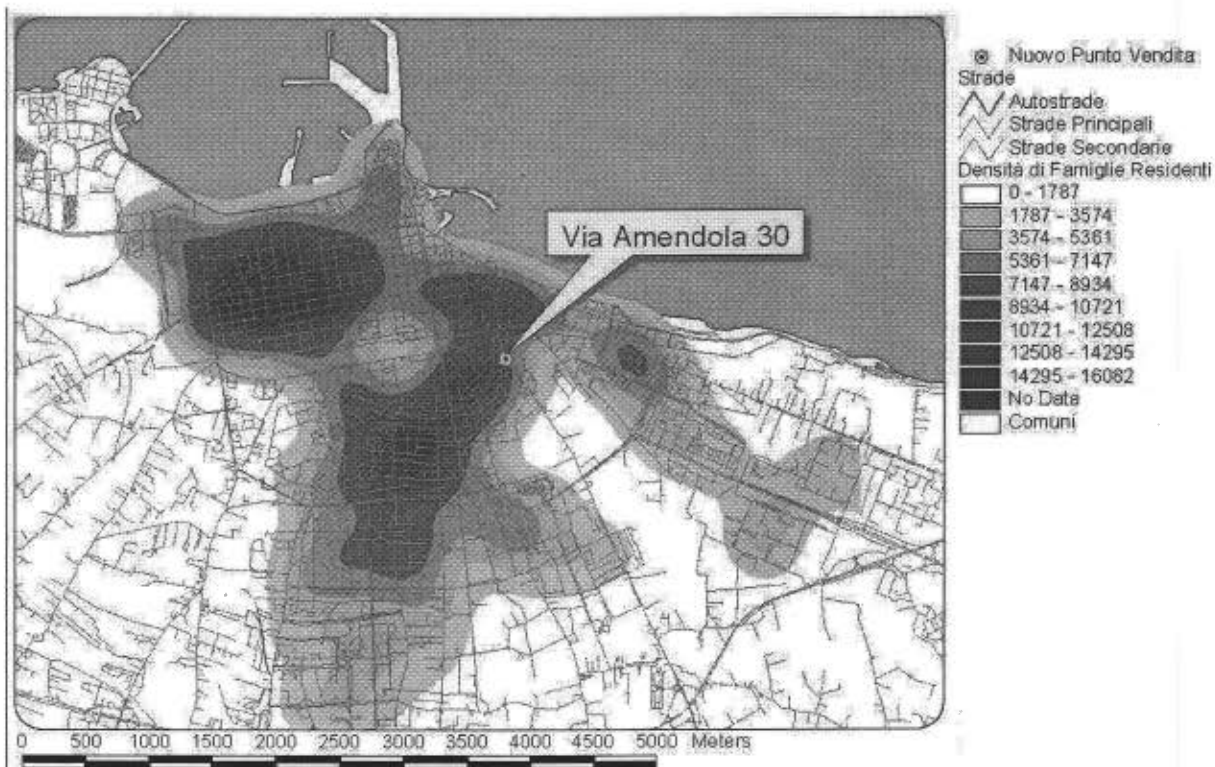 Via Amendola 30
Nuovo Punto Vendita
Strade
Autostrade
Strade Principali
Strade Secondarie
Densità di Famiglie Residenti
0 - 1787
1787 - 3574
3574 - 5361
5361 - 7147
7147 - 8934
8934 - 10721
10721 - 12508
12508 - 14295
14295 - 16082
No Data
Comuni
0 500 1000 1500 2000 2500 3000 3500 4000 4500 5000 Meters